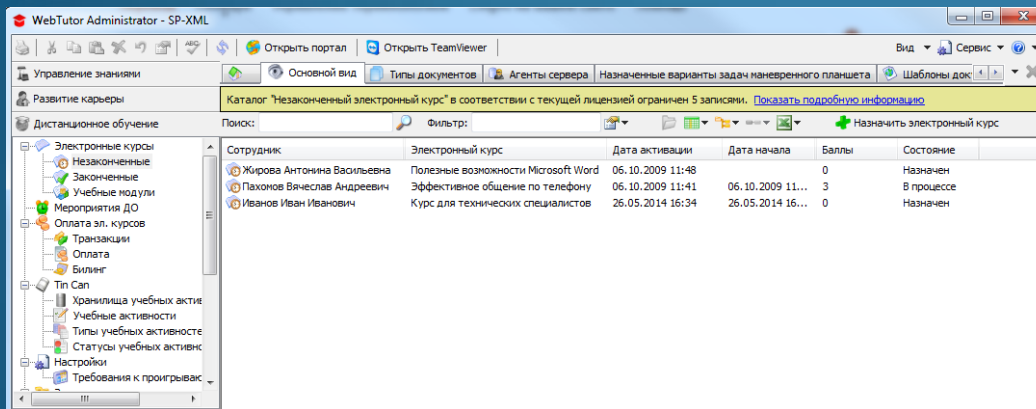 WebTutor Administrator - SP-XML
Открыть портал Открыть TeamViewer Вид Сервис
Управление знаниями
Основной вид Типы документов Агенты сервера Назначенные варианты задач маневренного планшета Шаблоны док
Развитие карьеры
Каталог "Незаконченный электронный курс" в соответствии с текущей лицензией ограничен 5 записями. Показать подробную информацию
Дистанционное обучение
Поиск: Фильтр: Назначить электронный курс
Электронные курсы
Незаконченные
Законченные
Учебные модули
Мероприятия ДО
Оплата эл. курсов
Транзакции
Оплата
Билинг
Tin Can
Хранилища учебных актив
Учебные активности
Типы учебных активносте
Статусы учебных активнс
Настройки
Требования к проигрывак
Сотрудник Электронный курс Дата активации Дата начала Баллы Состояние
Жирова Антонина Васильевна Полезные возможности Microsoft Word 06.10.2009 11:48 0 Назначен
Пахомов Вячеслав Андреевич Эффективное общение по телефону 06.10.2009 11:41 06.10.2009 11... 3 В процессе
Иванов Иван Иванович Курс для технических специалистов 26.05.2014 16:34 26.05.2014 16... 0 Назначен